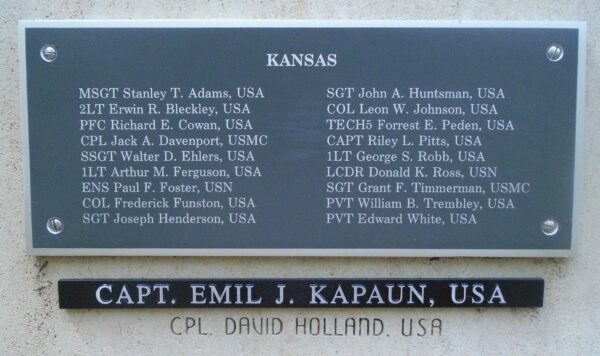 KANSAS
MSGT Stanley T. Adams, USA
2LT Erwin R. Bleckley, USA
PFC Richard E. Cowan, USA
CPL Jack A. Davenport, USMC
SSGT Walter D. Ehlers, USA
1LT Arthur M. Ferguson, USA
ENS Paul F. Foster, USN
COL Frederick Funston, USA
SGT Joseph Henderson, USA
SGT John A. Huntsman, USA
COL Leon W. Johnson, USA
TECH5 Forrest E. Peden, USA
CAPT Riley L. Pitts, USA
1LT George S. Robb, USA
LCDR Donald K. Ross, USN
SGT Grant F. Timmerman, USMC
PVT William B. Trembley, USA
PVT Edward White, USA
CAPT. EMIL J. KAPAUN, USA
CPL. DAVID HOLLAND. USA